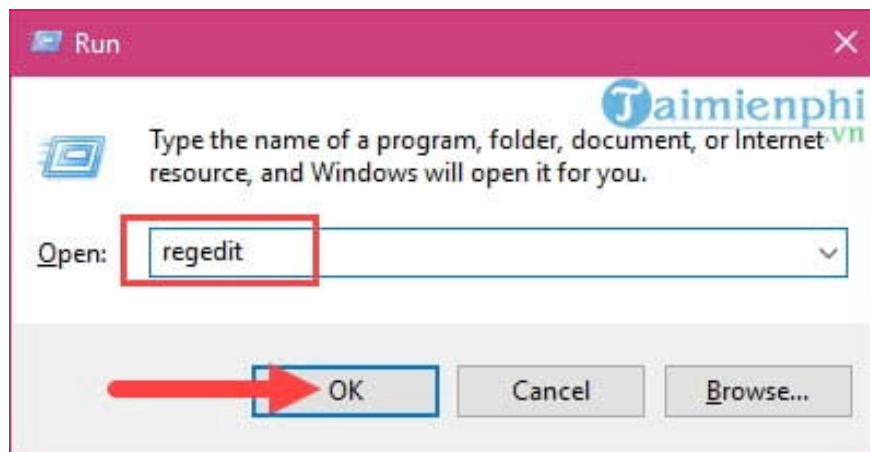 Run
Taimienphi
.vn
Type the name of a program, folder, document, or Internet
resource, and Windows will open it for you.
Open: regedit
OK Cancel Browse...